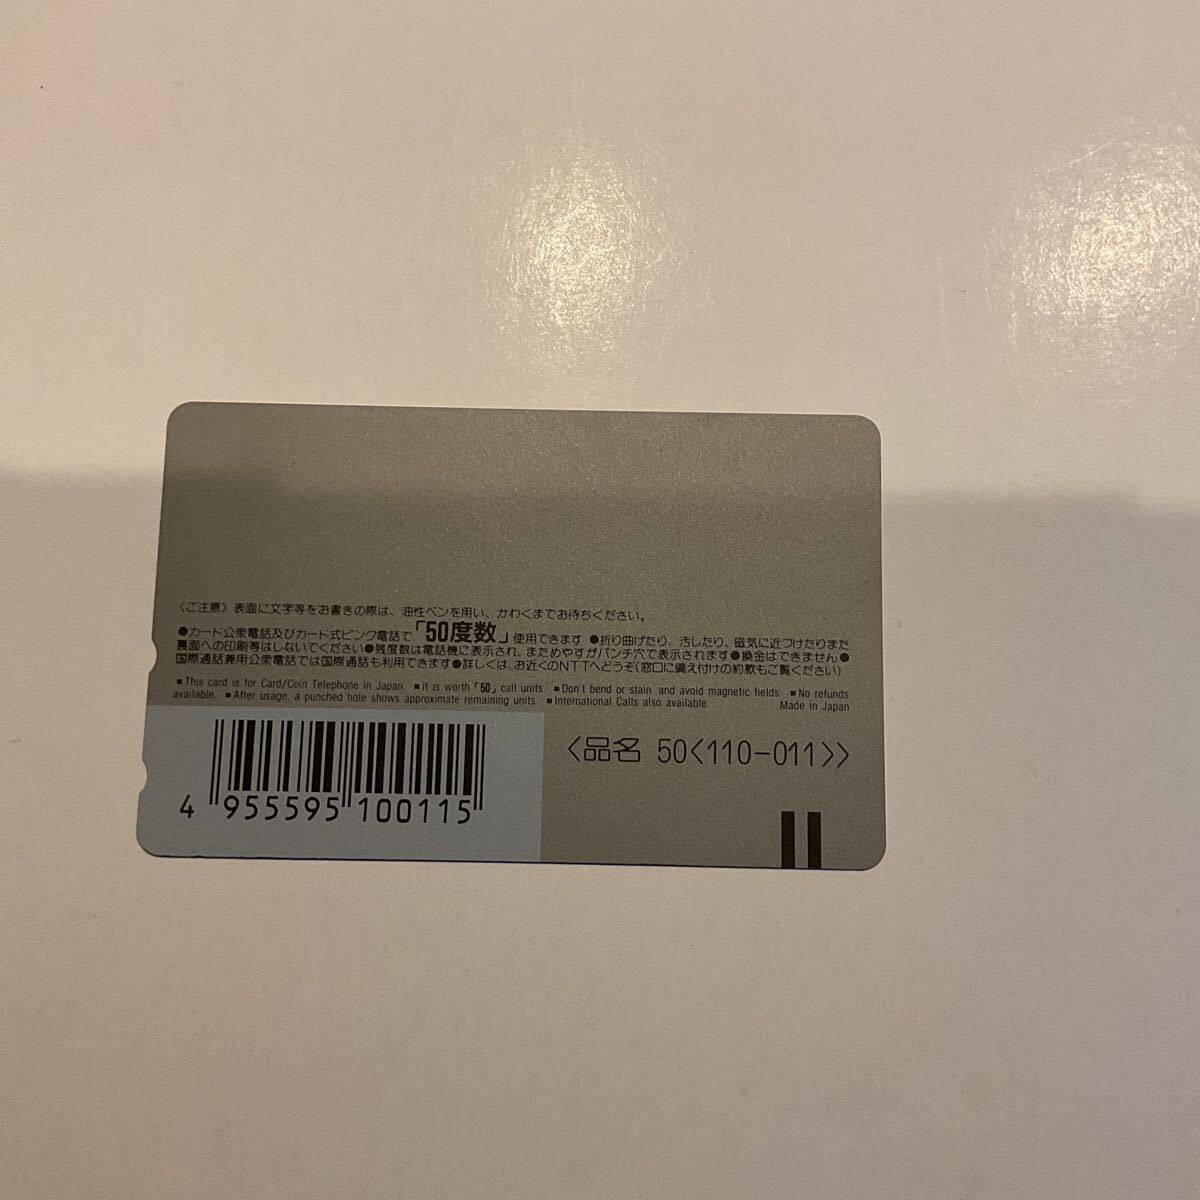 〈ご注意〉表面に文字等をお書きの際は、油性ペンを用い、かわくまでお待ちください。
●カード公衆電話及びカード式ピンク電話で「50度数」使用できます ●折り曲げたり、汚したり、磁気に近づけたりまた
裏面への印刷等はしないでください●残度数は電話機に表示され、まためやすがパンチ穴で表示されます●換金はできません●
国際通話兼用公衆電話では国際通話も利用できます●詳しくは、お近くのNTTへどうぞ(窓口に備え付けの約款もご覧ください)
■This card is for Card/Coin Telephone in Japan. ■It is worth「50」call units ■Don't bend or stain and avoid magnetic fields ■No refunds
available. ■After usage, a punched hole shows approximate remaining units. ■International Calls also available. Made in Japan
〈品名 50〈110-011〉〉
4 955595 100115